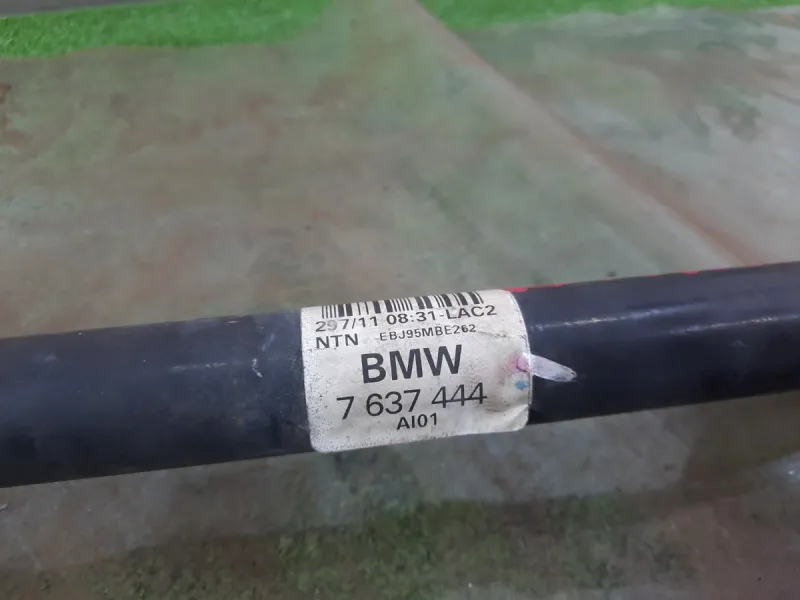 297/11 08:31-LAC2
NTN EBJ95MBE262
BMW
7 637 444
AI01